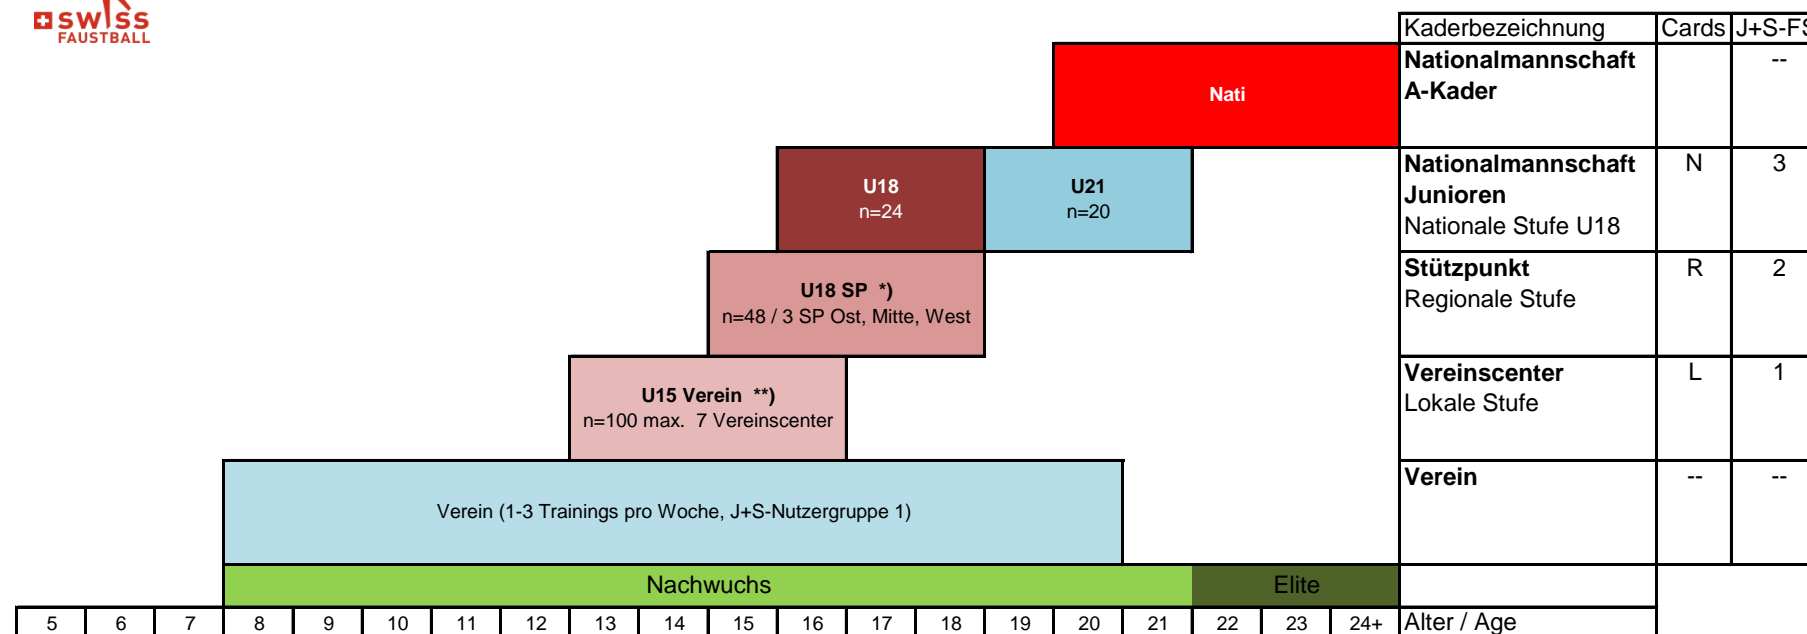 SWISS
FAUSTBALL
Kaderbezeichnung Cards J+S-FS
Nationalmannschaft --
A-Kader
Nati
Nationalmannschaft N 3
Junioren
Nationale Stufe U18
U18 U21
n=24 n=20
Stützpunkt R 2
Regionale Stufe
U18 SP *)
n=48 / 3 SP Ost, Mitte, West
Vereinscenter L 1
Lokale Stufe
U15 Verein **)
n=100 max. 7 Vereinscenter
Verein -- --
Verein (1-3 Trainings pro Woche, J+S-Nutzergruppe 1)
Nachwuchs Elite
5 6 7 8 9 10 11 12 13 14 15 16 17 18 19 20 21 22 23 24+ Alter / Age